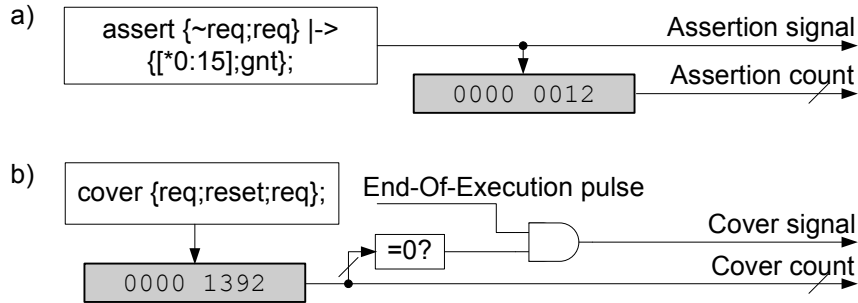 a)
assert {~req;req} |->
{[*0:15];gnt};
Assertion signal
0000 0012
Assertion count
b)
cover {req;reset;req};
End-Of-Execution pulse
Cover signal
=0?
0000 1392
Cover count